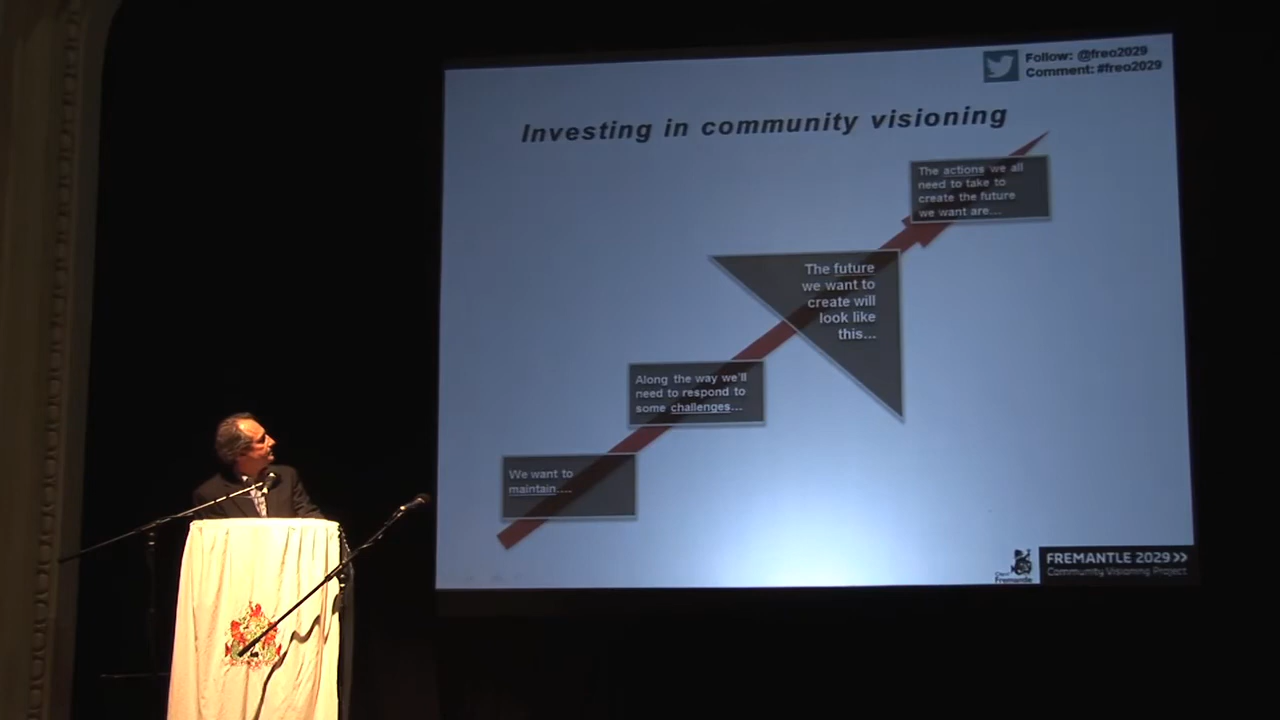 Follow: @freo2029
Comment: #freo2029
Investing in community visioning
The actions we all
need to take to
create the future
we want are...
The future
we want to
create will
look like
this...
Along the way we'll
need to respond to
some challenges...
We want to
maintain....
Fremantle
FREMANTLE 2029 >>
Community Visioning Project